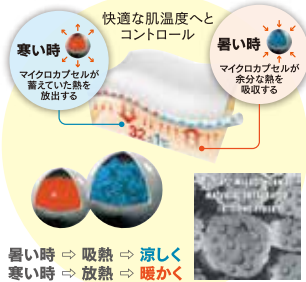 快適な肌温度へと
コントロール
寒い時
マイクロカプセルが
蓄えていた熱を
放出する
暑い時
マイクロカプセルが
余分な熱を
吸収する
32
暑い時 ⇨ 吸熱 ⇨ 涼しく
寒い時 ⇨ 放熱 ⇨ 暖かく